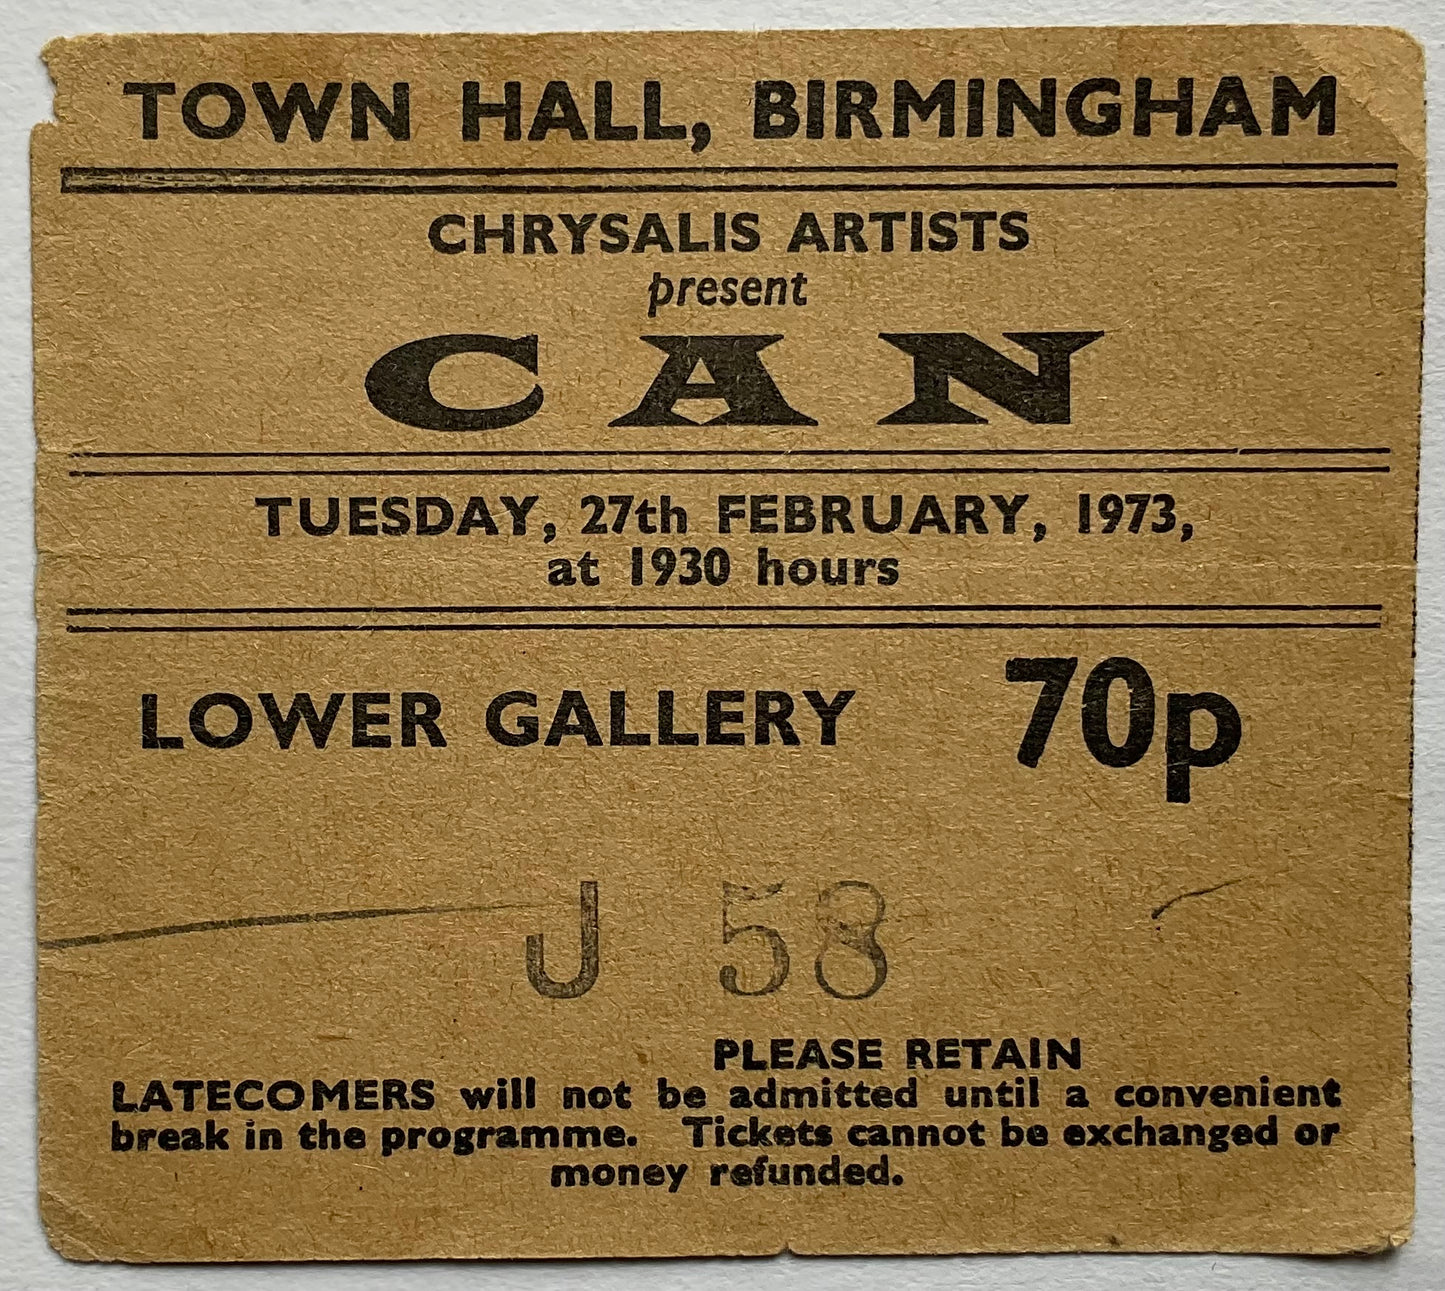 TOWN HALL, BIRMINGHAM
CHRYSALIS ARTISTS
present
CAN
TUESDAY, 27th FEBRUARY, 1973,
at 1930 hours
LOWER GALLERY 70p
J 58
PLEASE RETAIN
LATECOMERS will not be admitted until a convenient
break in the programme. Tickets cannot be exchanged or
money refunded.